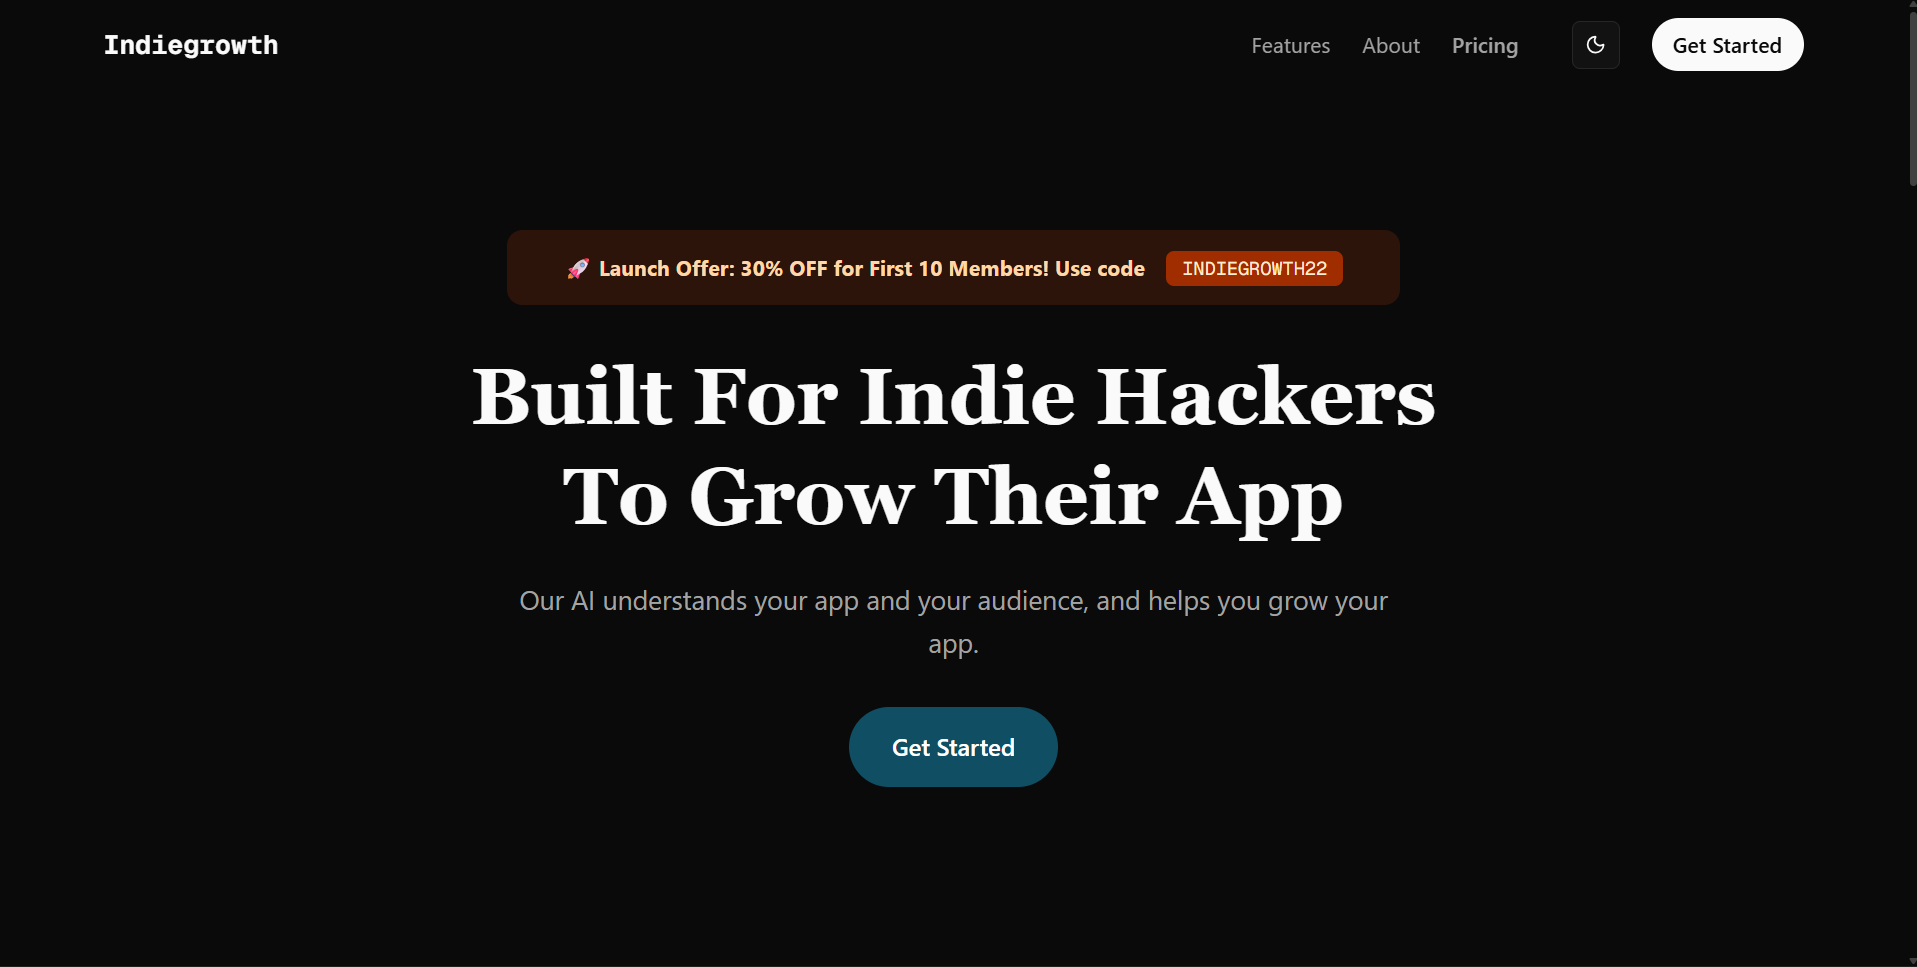 Indiegrowth
Features About Pricing Get Started
🚀 Launch Offer: 30% OFF for First 10 Members! Use code INDIEGROWTH22
Built For Indie Hackers
To Grow Their App
Our AI understands your app and your audience, and helps you grow your
app.
Get Started